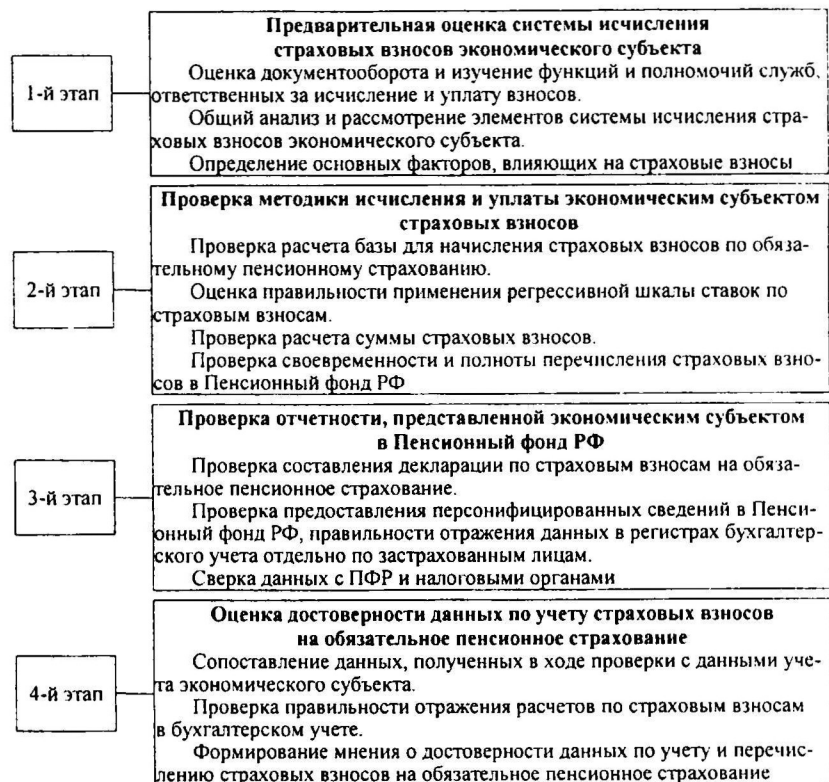 1-й этап
Предварительная оценка системы исчисления
страховых взносов экономического субъекта
Оценка документооборота и изучение функций и полномочий служб,
ответственных за исчисление и уплату взносов.
Общий анализ и рассмотрение элементов системы исчисления стра-
ховых взносов экономического субъекта.
Определение основных факторов, влияющих на страховые взносы
2-й этап
Проверка методики исчисления и уплаты экономическим субъектом
страховых взносов
Проверка расчета базы для начисления страховых взносов по обяза-
тельному пенсионному страхованию.
Оценка правильности применения регрессивной шкалы ставок по
страховым взносам.
Проверка расчета суммы страховых взносов.
Проверка своевременности и полноты перечисления страховых взно-
сов в Пенсионный фонд РФ
3-й этап
Проверка отчетности, представленной экономическим субъектом
в Пенсионный фонд РФ
Проверка составления декларации по страховым взносам на обяза-
тельное пенсионное страхование.
Проверка предоставления персонифицированных сведений в Пенси-
онный фонд РФ, правильности отражения данных в регистрах бухгалтер-
ского учета отдельно по застрахованным лицам.
Сверка данных с ПФР и налоговыми органами
4-й этап
Оценка достоверности данных по учету страховых взносов
на обязательное пенсионное страхование
Сопоставление данных, полученных в ходе проверки с данными уче-
та экономического субъекта.
Проверка правильности отражения расчетов по страховым взносам
в бухгалтерском учете.
Формирование мнения о достоверности данных по учету и перечис-
лению страховых взносов на обязательное пенсионное страхование